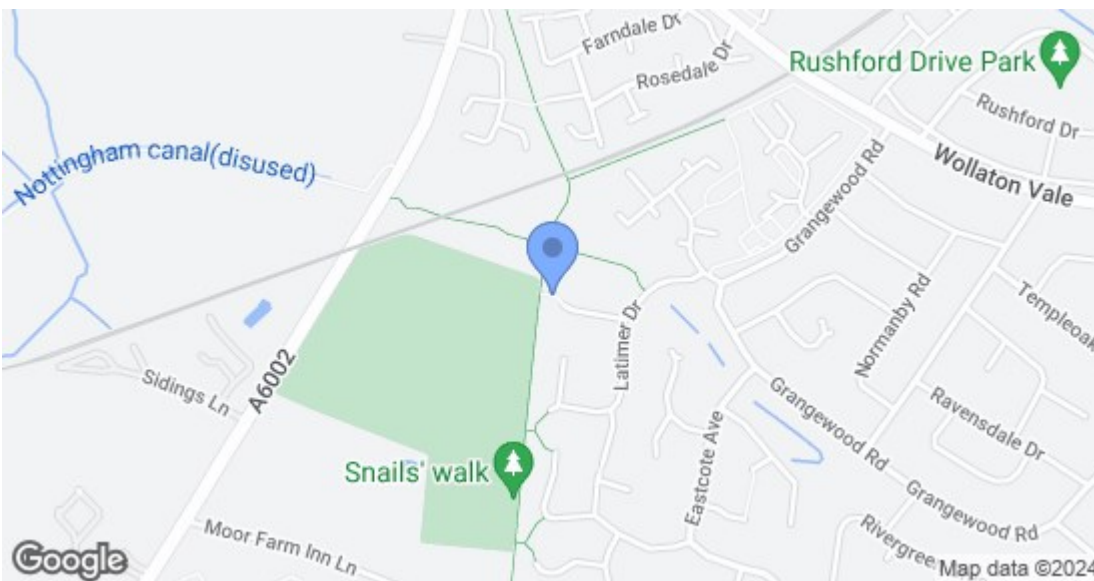 Farndale Dr
Rosedale Dr
Rushford Drive Park
Rushford Dr
Nottingham canal(disused)
Wollaton Vale
Grangewood Rd
Latimer Dr
Normanby Rd
Templeoak
A6002
Sidings Ln
Grangewood Rd
Ravensdale Dr
Eastcote Ave
Snails' walk
Grangewood Rd
Moor Farm Inn Ln
Rivergree
Google
Map data ©2024